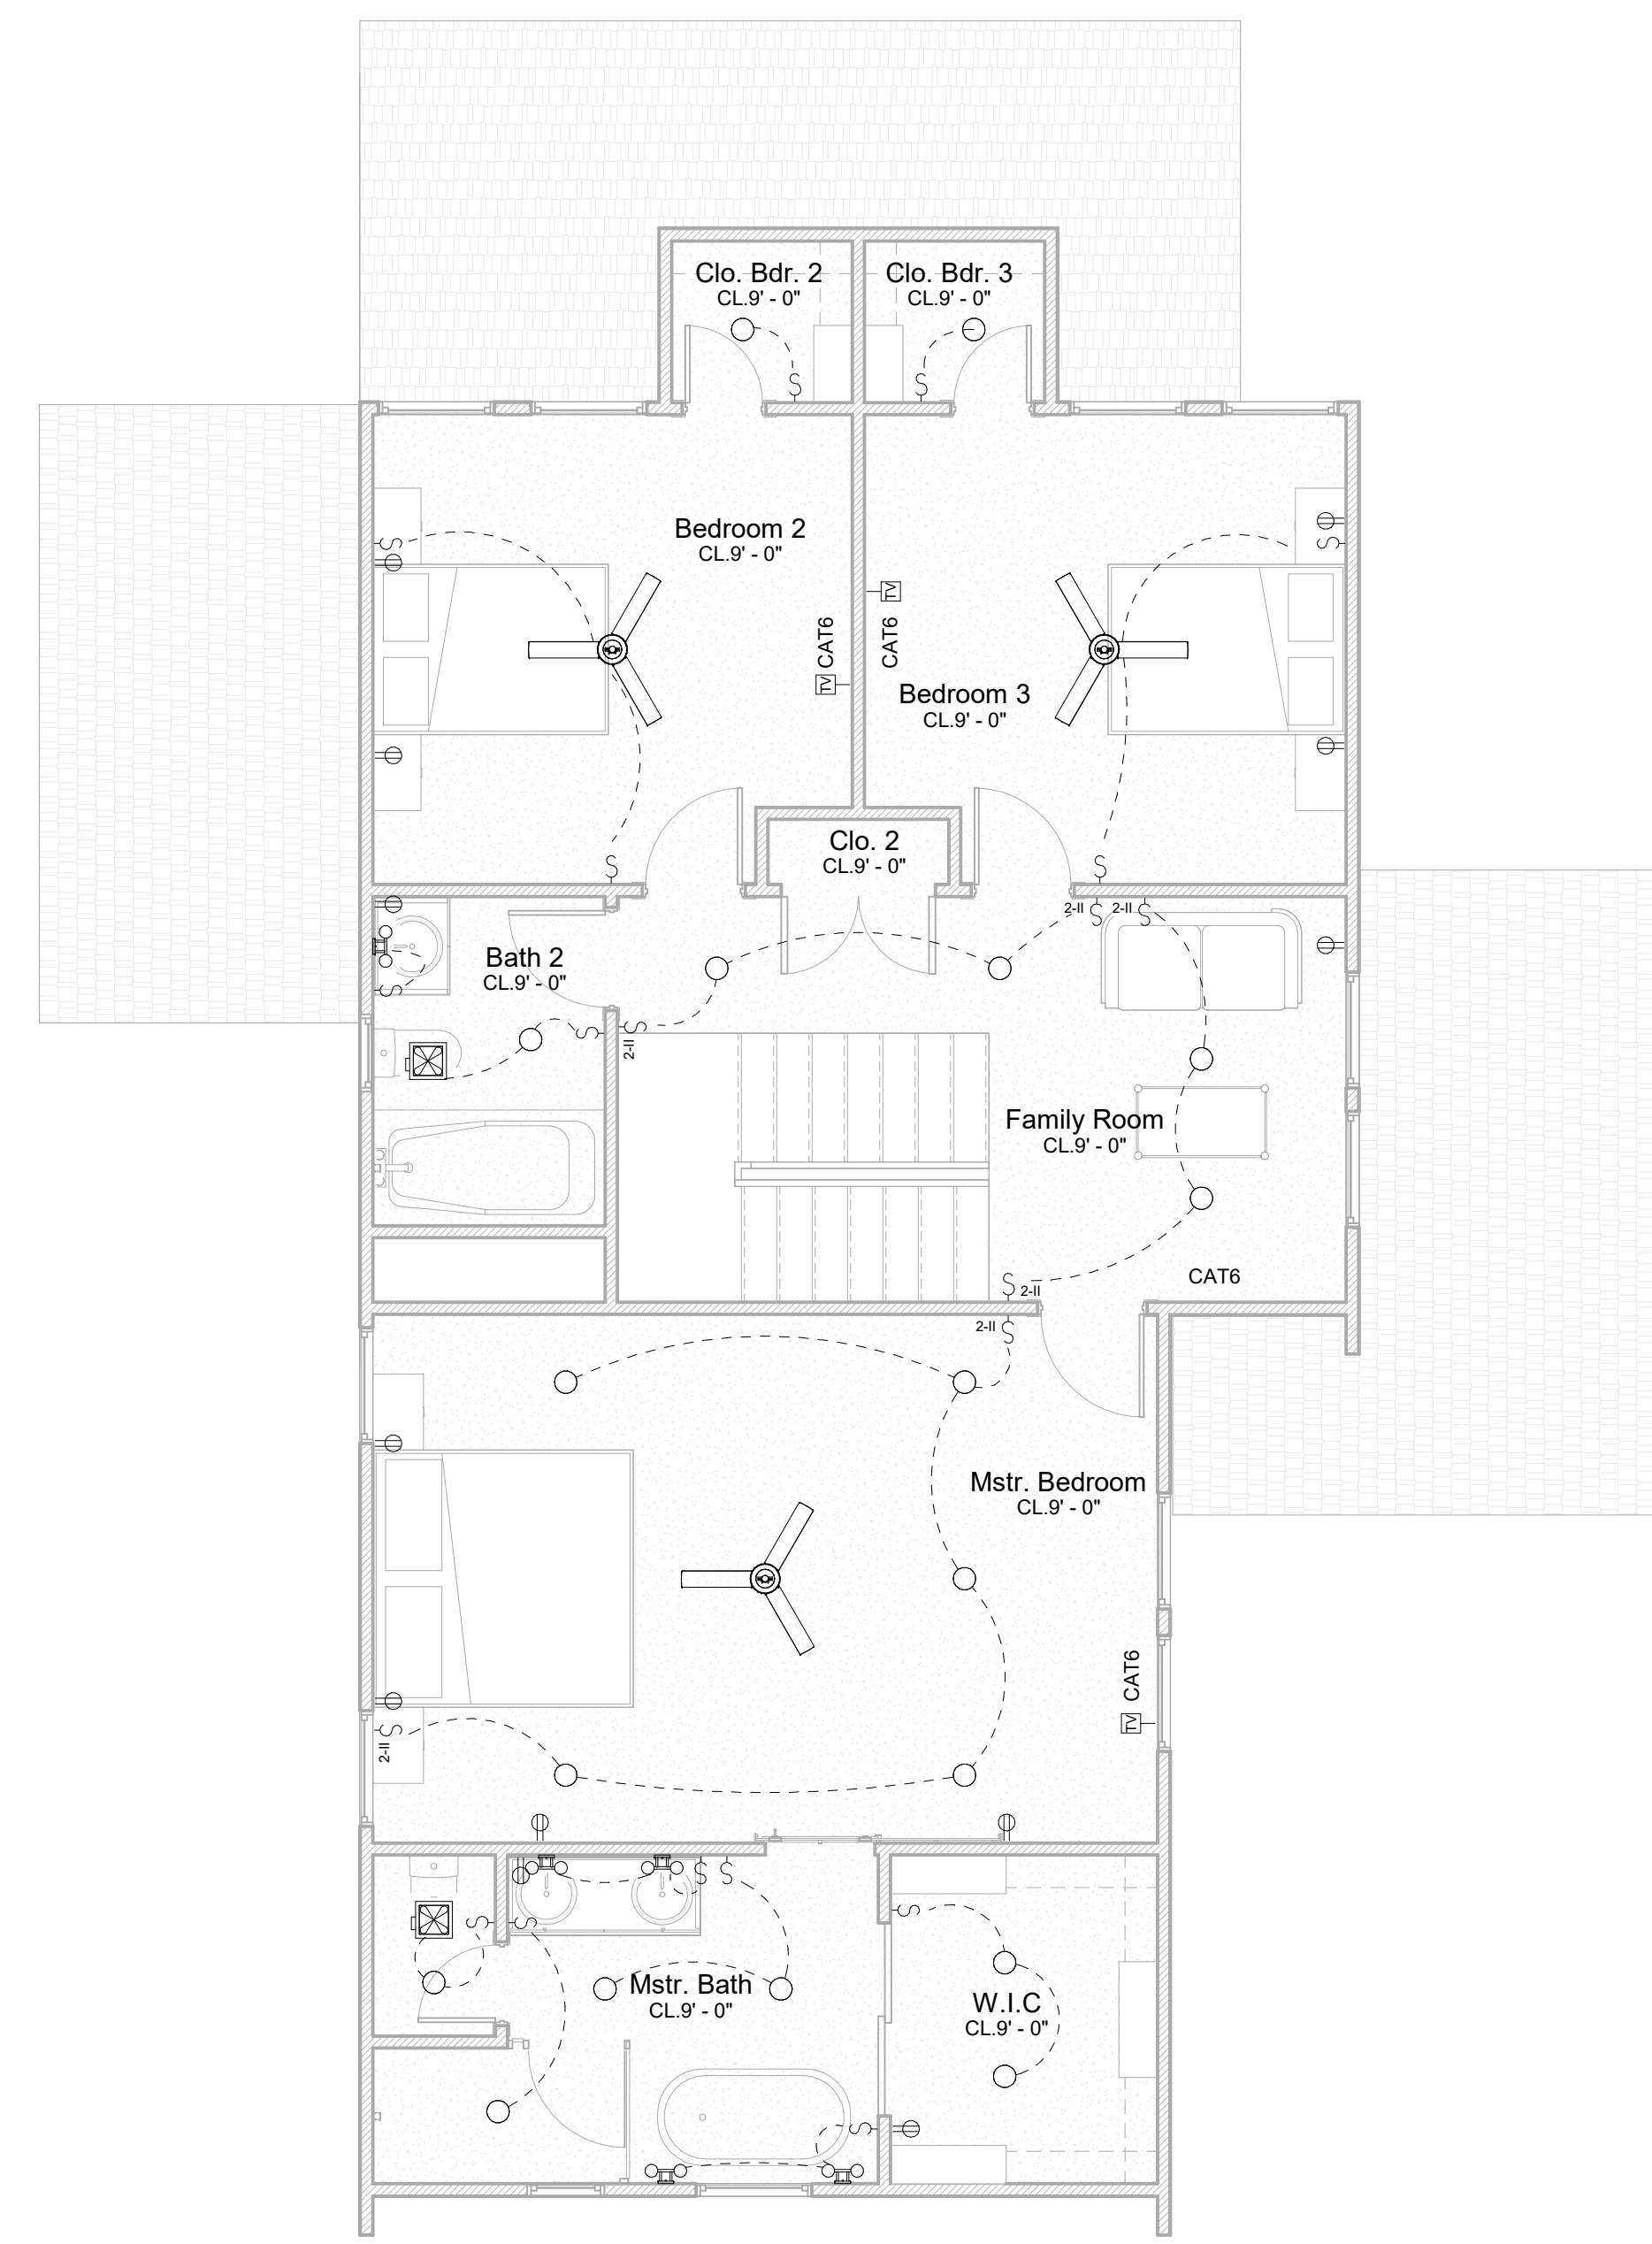 Clo. Bdr. 2
CL.9' - 0"
Clo. Bdr. 3
CL.9' - 0"
Bedroom 2
CL.9' - 0"
TV
CAT6
CAT6
TV
Bedroom 3
CL.9' - 0"
Clo. 2
CL.9' - 0"
2-II
2-II
Bath 2
CL.9' - 0"
2-II
Family Room
CL.9' - 0"
CAT6
2-II
2-II
Mstr. Bedroom
CL.9' - 0"
CAT6
TV
2-II
Mstr. Bath
CL.9' - 0"
W.I.C
CL.9' - 0"